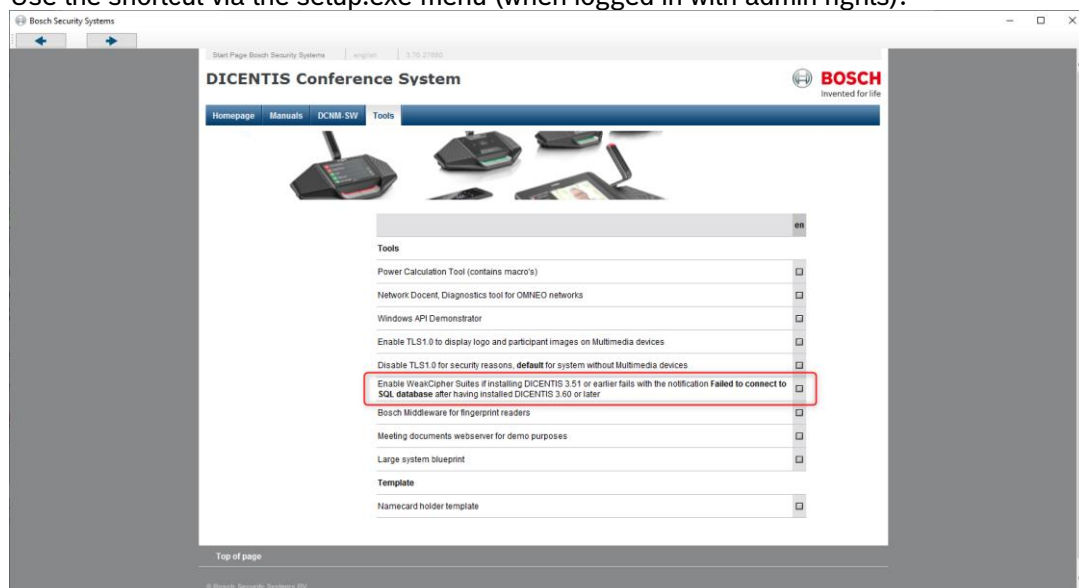 Use the shortcut via the setup.exe menu (when logged in with admin rights):
Bosch Security Systems
Start Page Bosch Security Systems english 3.70.27660
DICENTIS Conference System
BOSCH
Invented for life
Homepage Manuals DCNM-SW Tools
en
Tools
Power Calculation Tool (contains macro's)
Network Docent, Diagnostics tool for OMNEO networks
Windows API Demonstrator
Enable TLS1.0 to display logo and participant images on Multimedia devices
Disable TLS1.0 for security reasons, default for system without Multimedia devices
Enable WeakCipher Suites if installing DICENTIS 3.51 or earlier fails with the notification Failed to connect to
SQL database after having installed DICENTIS 3.60 or later
Bosch Middleware for fingerprint readers
Meeting documents webserver for demo purposes
Large system blueprint
Template
Namecard holder template
Top of page
© Bosch Security Systems BV